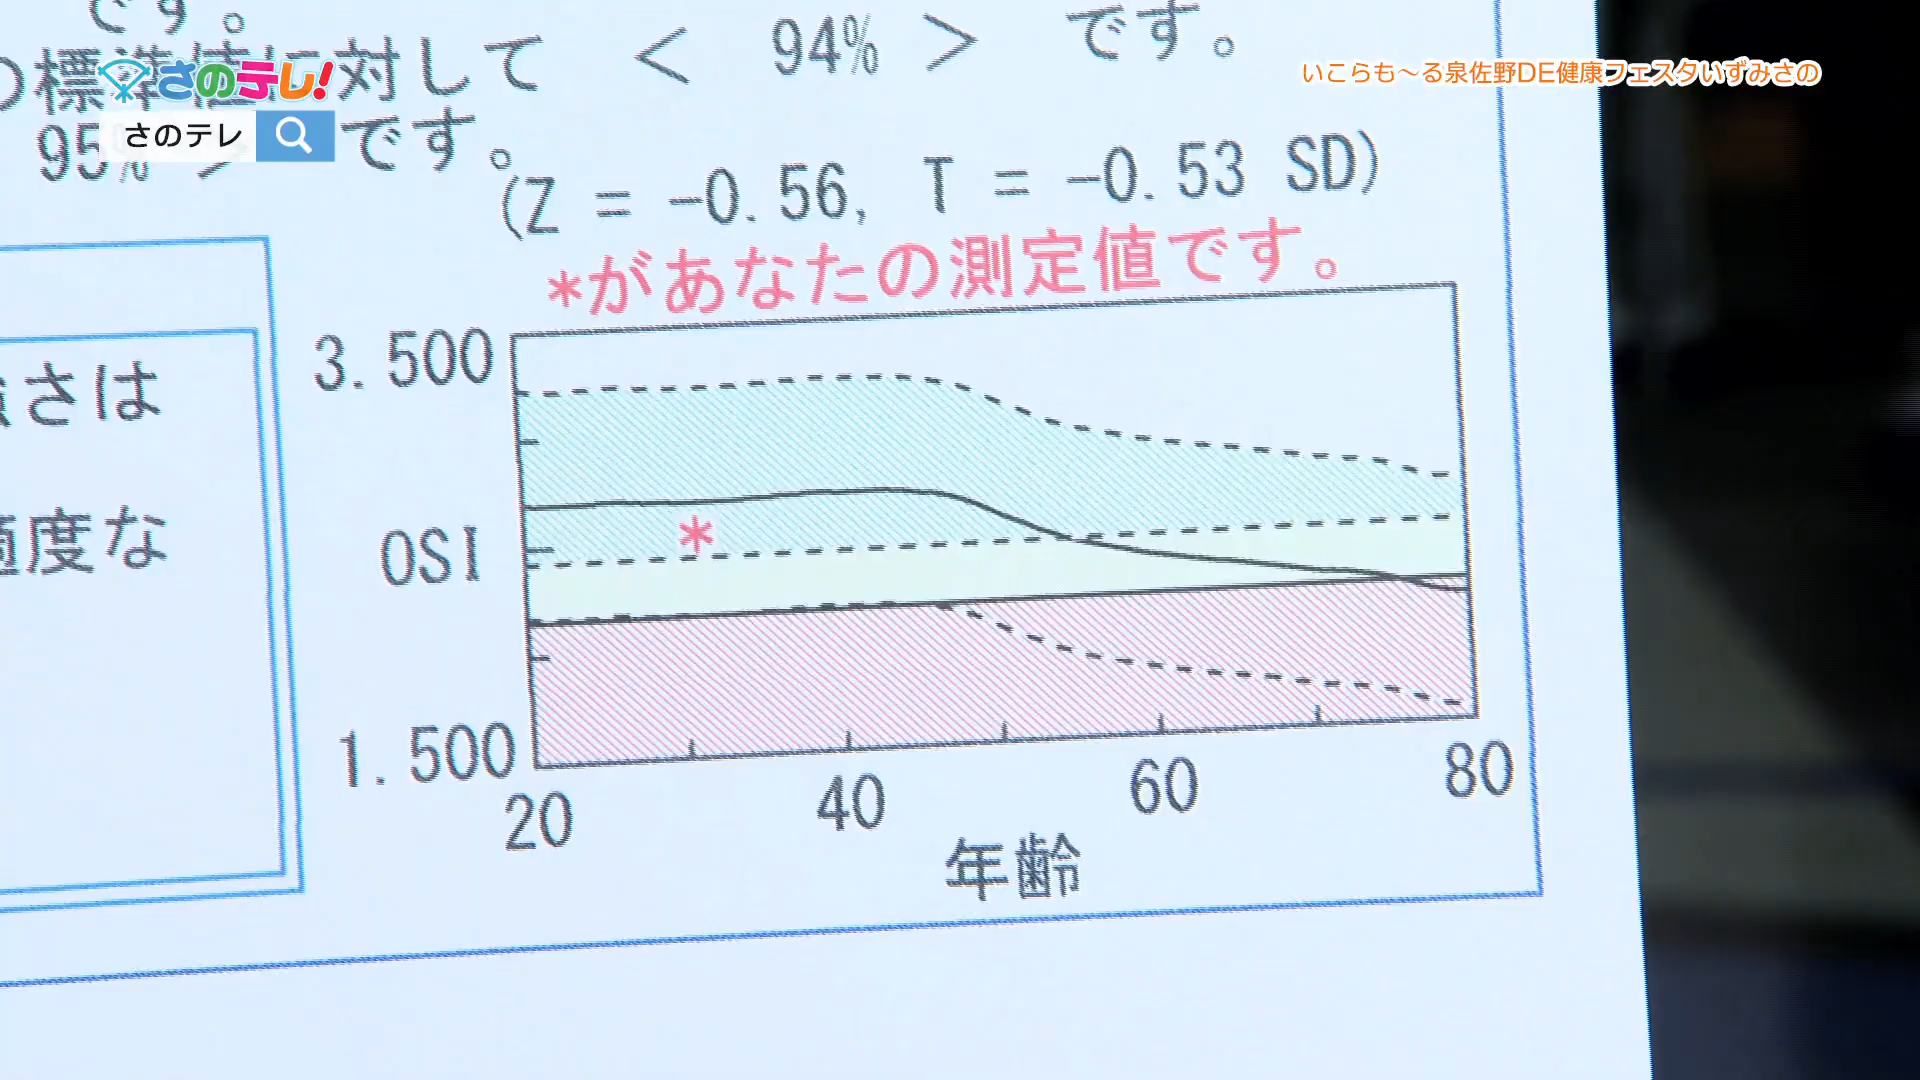 です。
の標準値に対して < 94% > です。
95% > です。
さのテレ!
さのテレ
いこらも～る泉佐野DE健康フェスタいずみさの
(Z = -0.56, T = -0.53 SD)
*があなたの測定値です。
さは
度な
3.500
OSI
*
1.500
20 40 60 80
年齢